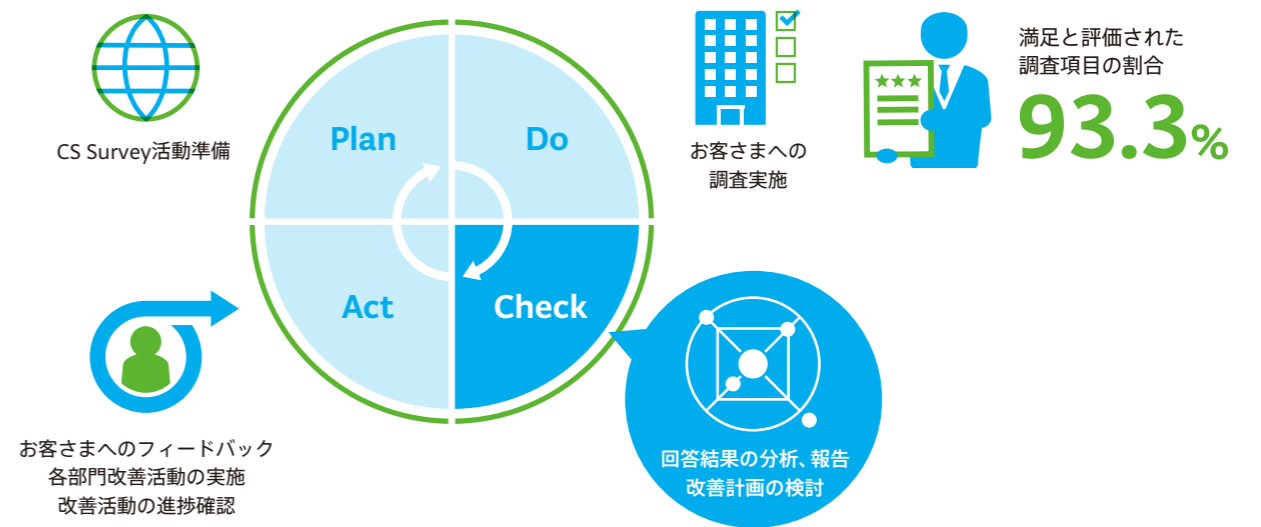 CS Survey活動準備
Plan
Do
お客さまへの
調査実施
満足と評価された
調査項目の割合
93.3%
Act
Check
お客さまへのフィードバック
各部門改善活動の実施
改善活動の進捗確認
回答結果の分析、報告
改善計画の検討